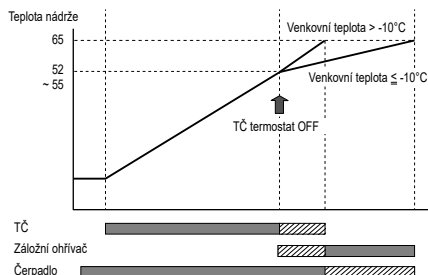 Teplota nádrže
Venkovní teplota > -10°C
65
52
~ 55
Venkovní teplota ≦ -10°C
TČ termostat OFF
TČ
Záložní ohřívač
Čerpadlo